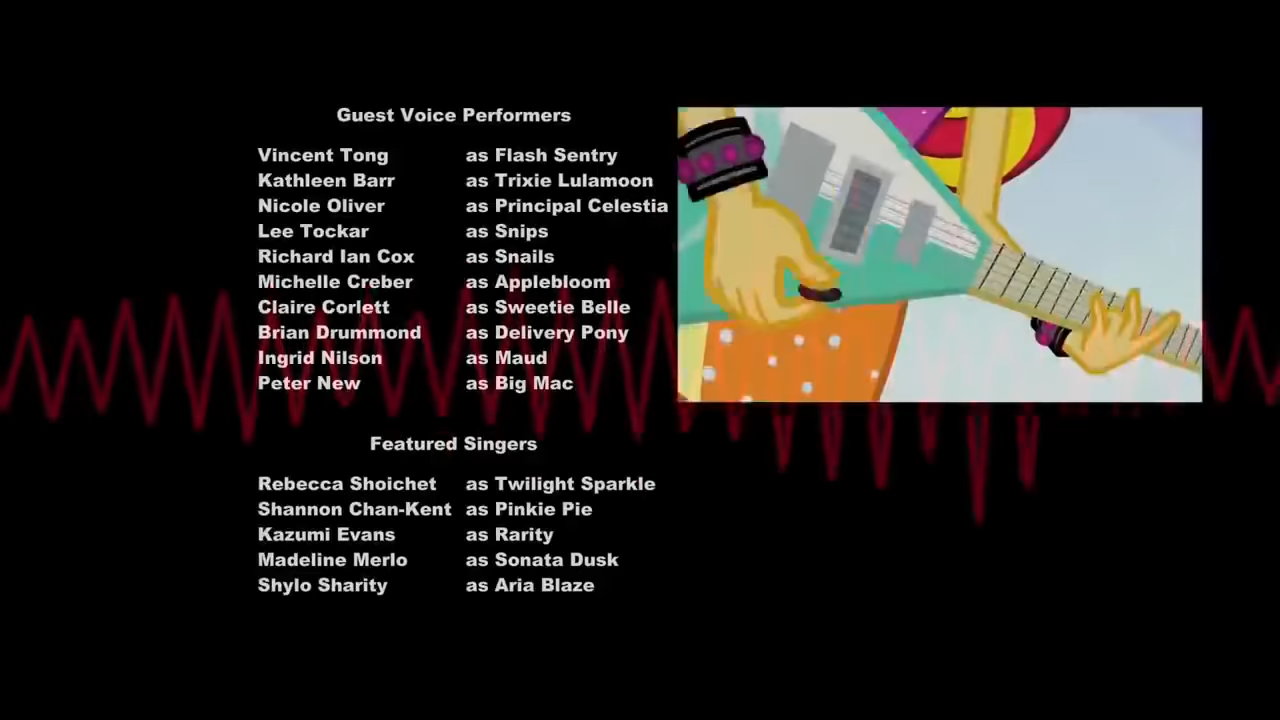 Guest Voice Performers
Vincent Tong as Flash Sentry
Kathleen Barr as Trixie Lulamoon
Nicole Oliver as Principal Celestia
Lee Tockar as Snips
Richard Ian Cox as Snails
Michelle Creber as Applebloom
Claire Corlett as Sweetie Belle
Brian Drummond as Delivery Pony
Ingrid Nilson as Maud
Peter New as Big Mac
Featured Singers
Rebecca Shoichet as Twilight Sparkle
Shannon Chan-Kent as Pinkie Pie
Kazumi Evans as Rarity
Madeline Merlo as Sonata Dusk
Shylo Sharity as Aria Blaze